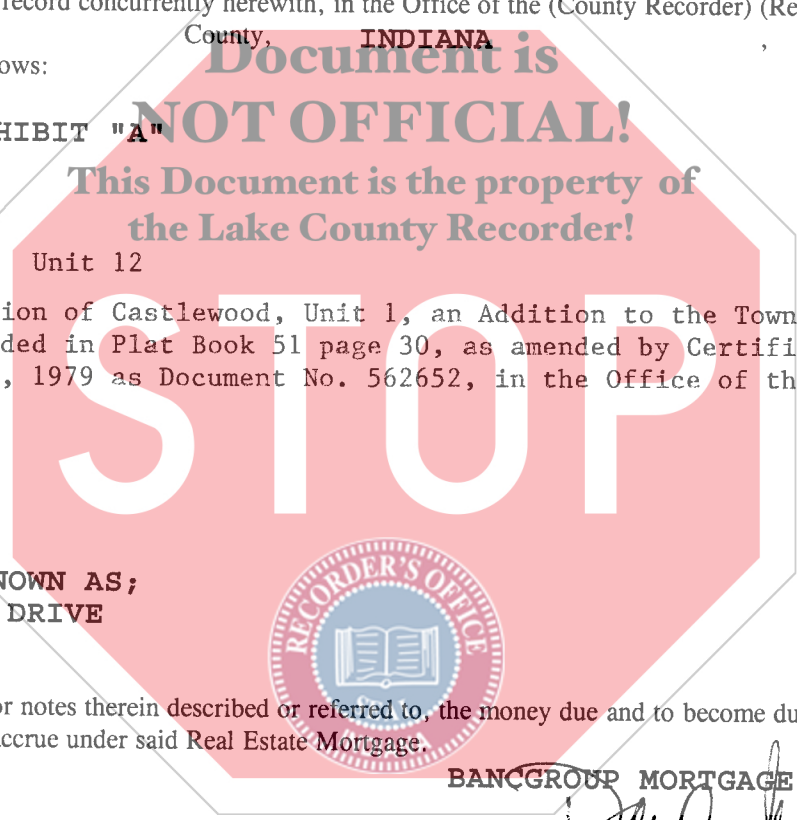 record concurrently herewith, in the Office of the (County Recorder) (Re
County, INDIANA ,
ows:
Document is
HIBIT "A"
NOT OFFICIAL!
This Document is the property of
the Lake County Recorder!
Unit 12
ion of Castlewood, Unit 1, an Addition to the Town
ded in Plat Book 51 page 30, as amended by Certifi
, 1979 as Document No. 562652, in the Office of th
STOP
NOWN AS;
DRIVE
RECORDER'S OFFICE
SEAL
or notes therein described or referred to, the money due and to become du
accrue under said Real Estate Mortgage.
BANCGROUP MORTGAGE